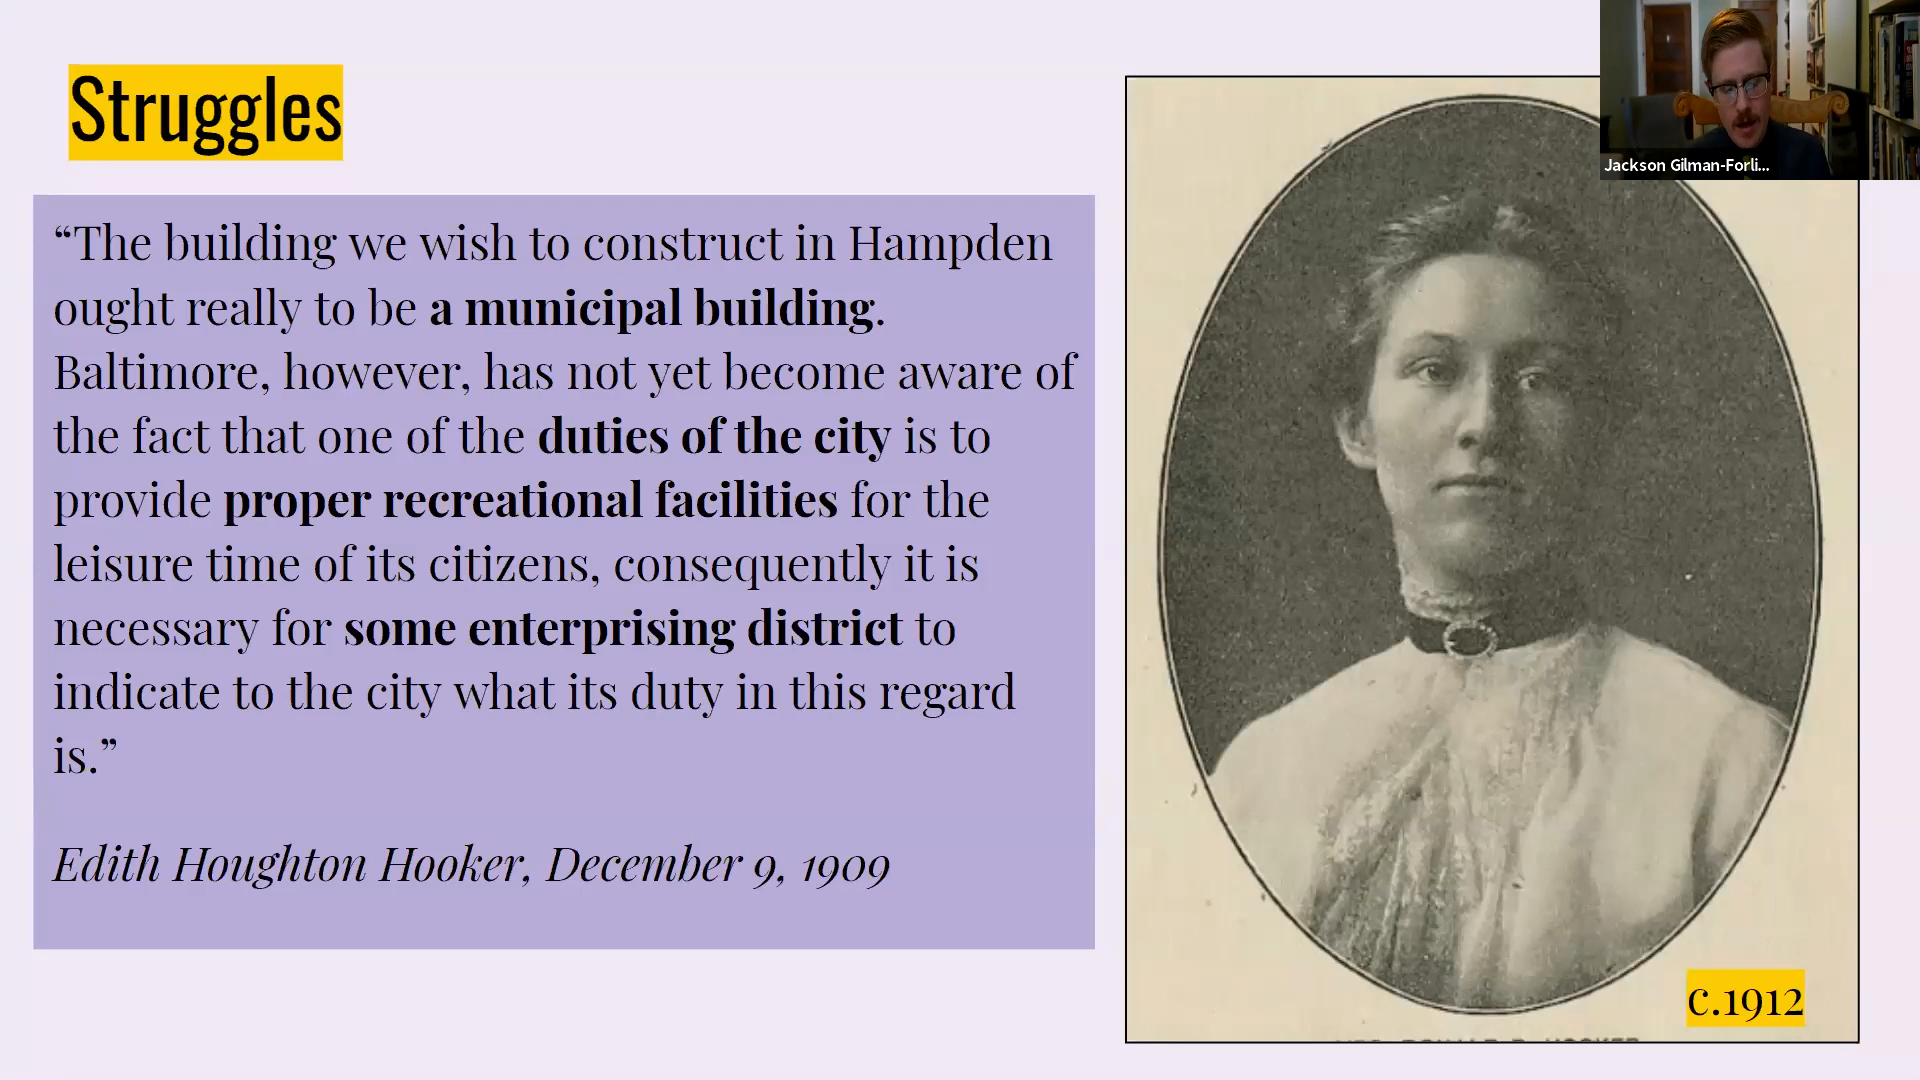 Struggles
“The building we wish to construct in Hampden
ought really to be a municipal building.
Baltimore, however, has not yet become aware of
the fact that one of the duties of the city is to
provide proper recreational facilities for the
leisure time of its citizens, consequently it is
necessary for some enterprising district to
indicate to the city what its duty in this regard
is.”
Edith Houghton Hooker, December 9, 1909
Jackson Gilman-Forli...
c.1912